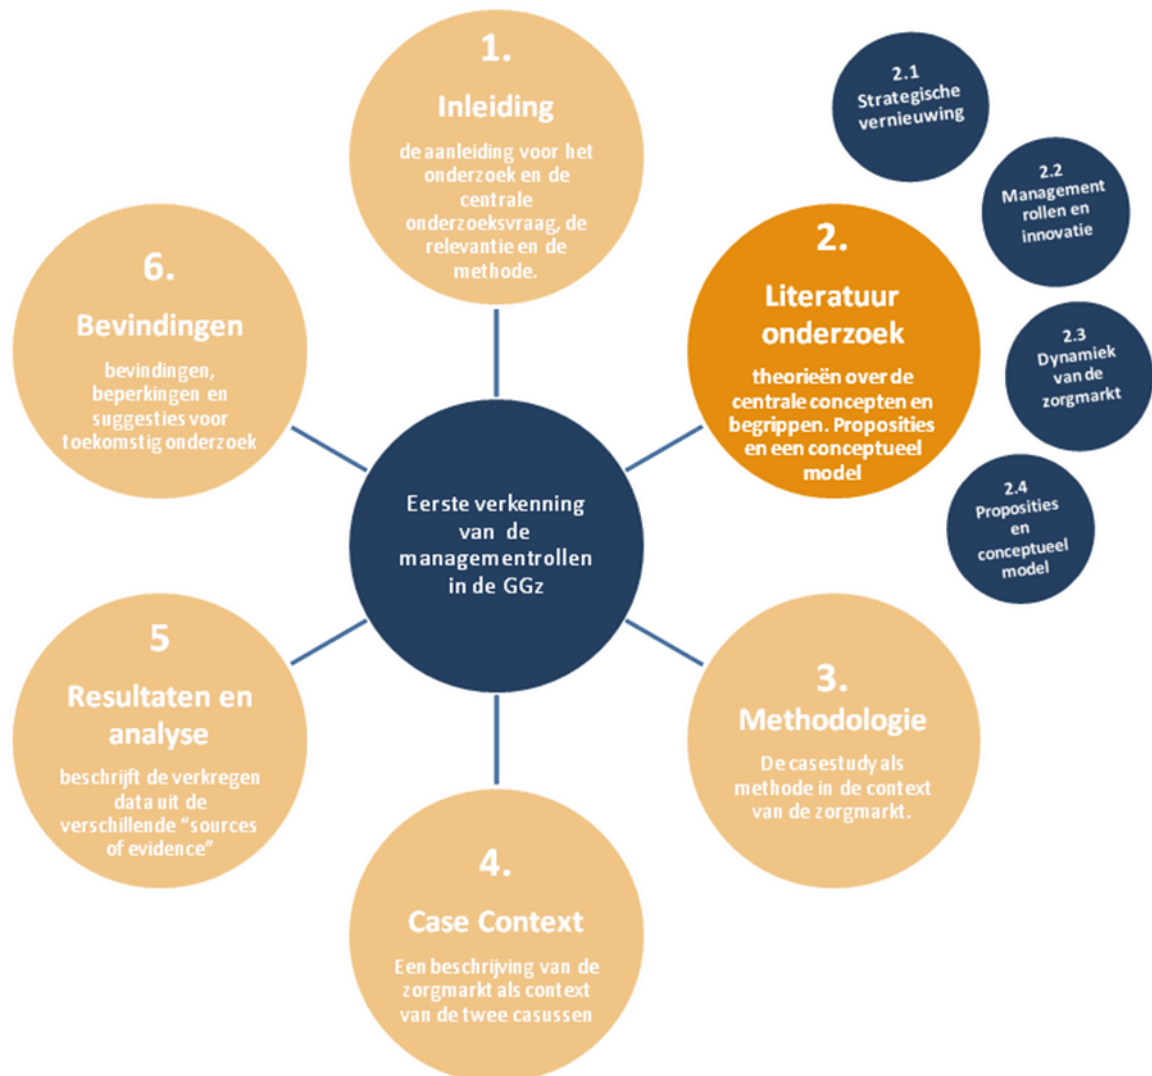 1.
Inleiding
de aanleiding voor het
onderzoek en de
centrale
onderzoeksvraag, de
relevantie en de
methode.
2.
Literatuur
onderzoek
theorieën over de
centrale concepten en
begrippen. Proposities
en een conceptueel
model
2.1
Strategische
vernieuwing
2.2
Management
rollen en
innovatie
2.3
Dynamiek
van de
zorgmarkt
2.4
Proposities
en
conceptueel
model
3.
Methodologie
De casestudy als
methode in de context
van de zorgmarkt.
4.
Case Context
Een beschrijving van de
zorgmarkt als context
van de twee casussen
5
Resultaten en
analyse
beschrijft de verkregen
data uit de
verschillende “sources
of evidence”
6.
Bevindingen
bevindingen,
beperkingen en
suggesties voor
toekomstig onderzoek
Eerste verkenning
van de
managementrollen
in de GGz